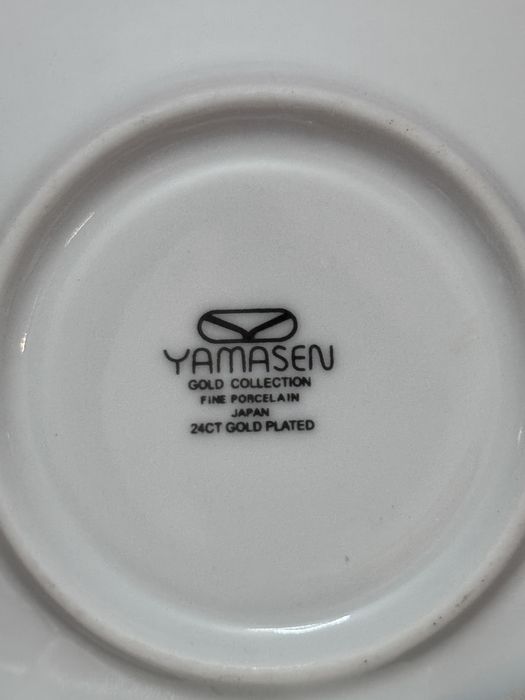 YAMASEN
GOLD COLLECTION
FINE PORCELAIN
JAPAN
24CT GOLD PLATED